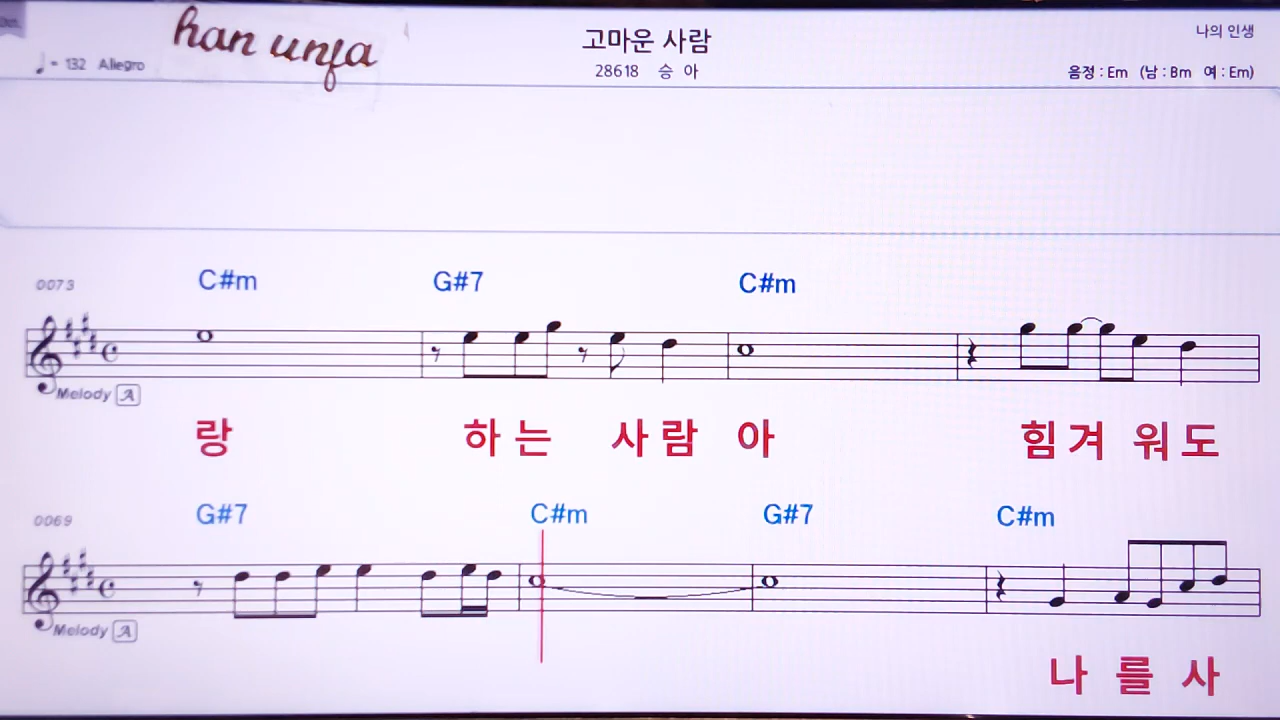 han unja
고마운 사람
나의 인생
♩= 132 Allegro
28618 승 아
음정 : Em (남 : Bm 여 : Em)
C#m G#7 C#m
0073
Melody A
랑 하 는 사 람 아 힘 겨 워 도
G#7 C#m G#7 C#m
0069
Melody A
나 를 사